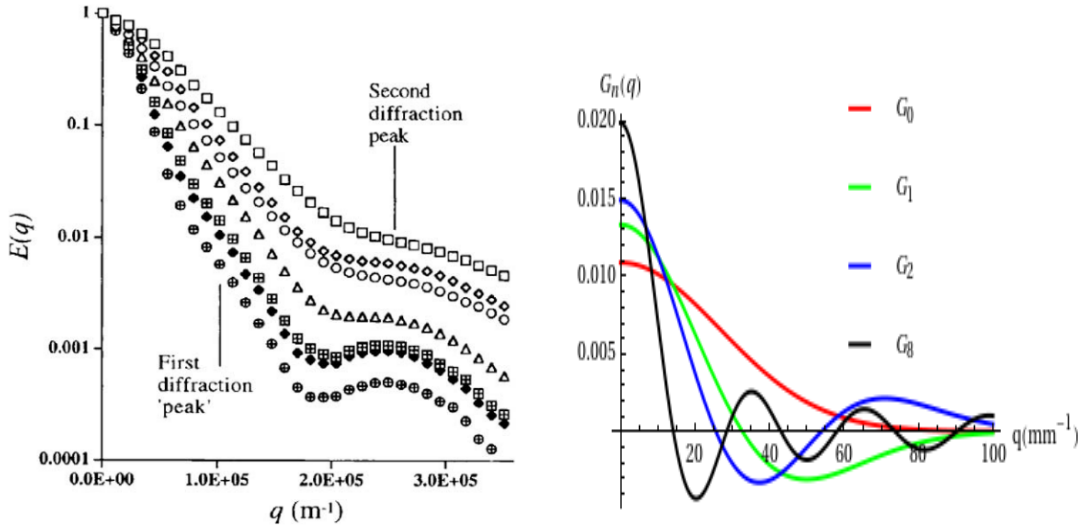 1
0.1
0.01
0.001
0.0001
E(q)
Second
diffraction
peak
First
diffraction
'peak'
0.0E+00 1.0E+05 2.0E+05 3.0E+05
q (m⁻¹)
Gₙ(q)
0.020
0.015
0.010
0.005
20 40 60 80 100
q(mm⁻¹)
G₀
G₁
G₂
G₈